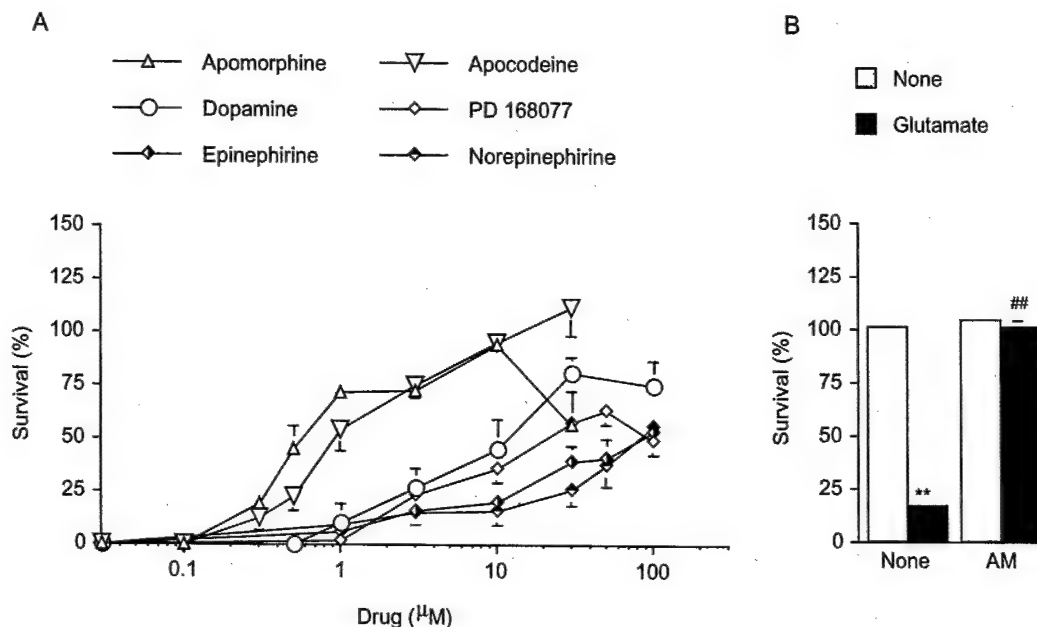 A
B
Apomorphine
Apocodeine
Dopamine
PD 168077
Epinephirine
Norepinephirine
None
Glutamate
150
125
100
75
50
25
0
Survival (%)
0.1
1
10
100
Drug (μM)
150
125
100
75
50
25
0
Survival (%)
**
##
None
AM